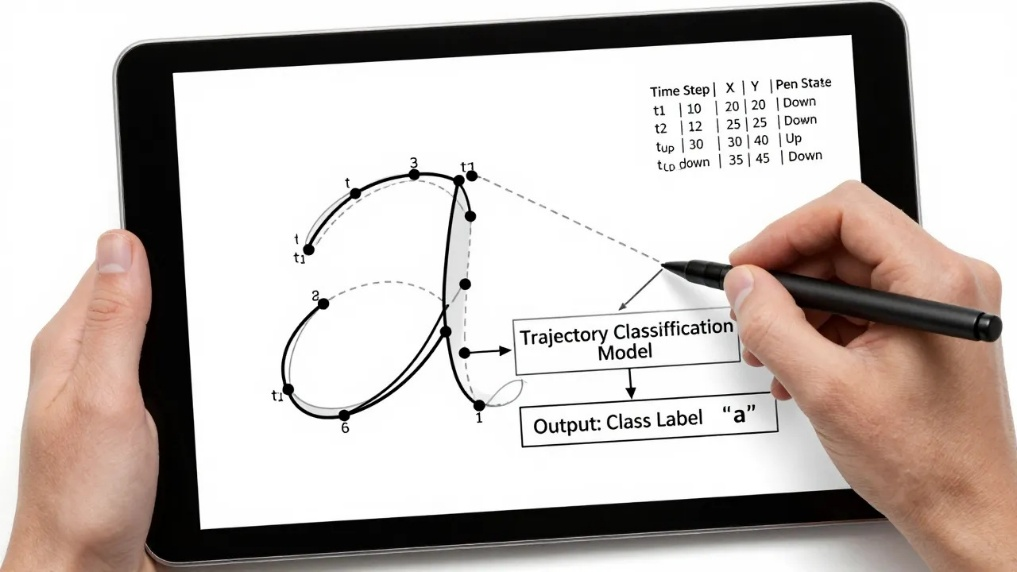 Time Step | X | Y | Pen State
t1 | 10 | 20 | 20 | Down
t2 | 12 | 25 | 25 | Down
tUP | 30 | 30 | 40 | Up
tCD down | 35 | 45 | Down
3
t1
t
t
t1
a
t1
6
1
Trajectory Classiffication
Model
Output: Class Label "a"